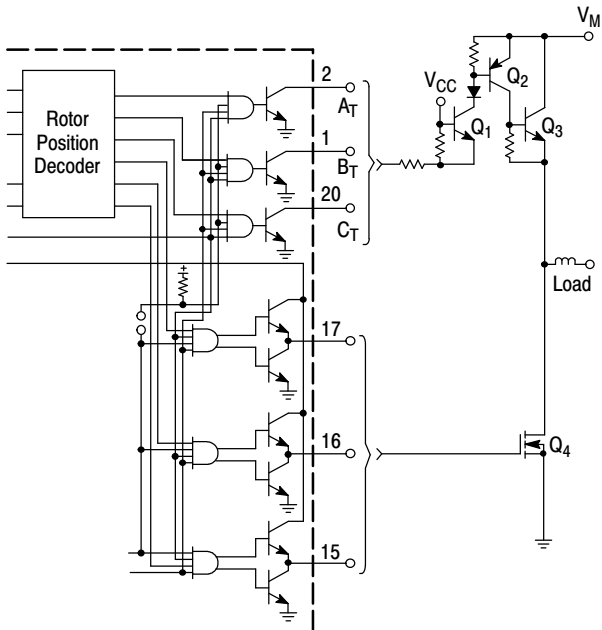 V_M
2
A_T
V_CC
Q_2
Q_1
Q_3
Rotor
Position
Decoder
1
B_T
20
C_T
Load
+
17
16
Q_4
15